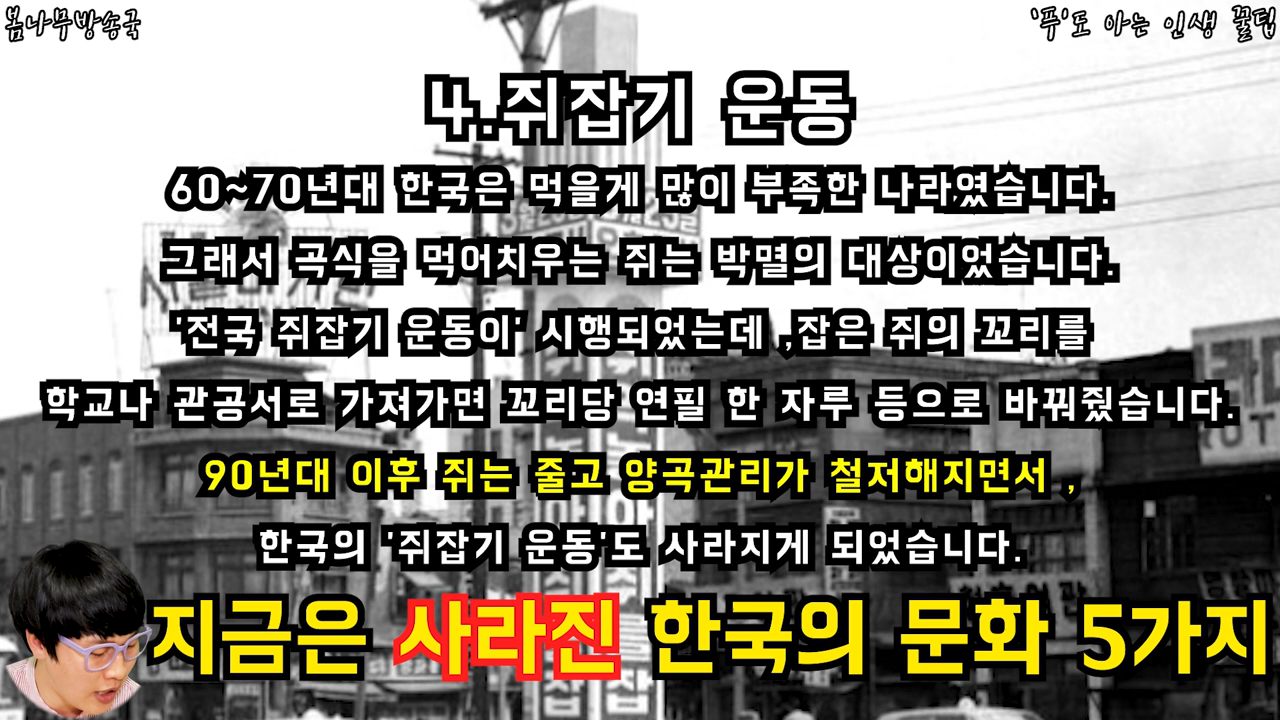 봄나무방송국
'푸'도 아는 인생 꿀팁
4.쥐잡기 운동
60~70년대 한국은 먹을게 많이 부족한 나라였습니다.
그래서 곡식을 먹어치우는 쥐는 박멸의 대상이었습니다.
'전국 쥐잡기 운동이' 시행되었는데 ,잡은 쥐의 꼬리를
학교나 관공서로 가져가면 꼬리당 연필 한 자루 등으로 바꿔줬습니다.
90년대 이후 쥐는 줄고 양곡관리가 철저해지면서 ,
한국의 '쥐잡기 운동'도 사라지게 되었습니다.
지금은 사라진 한국의 문화 5가지